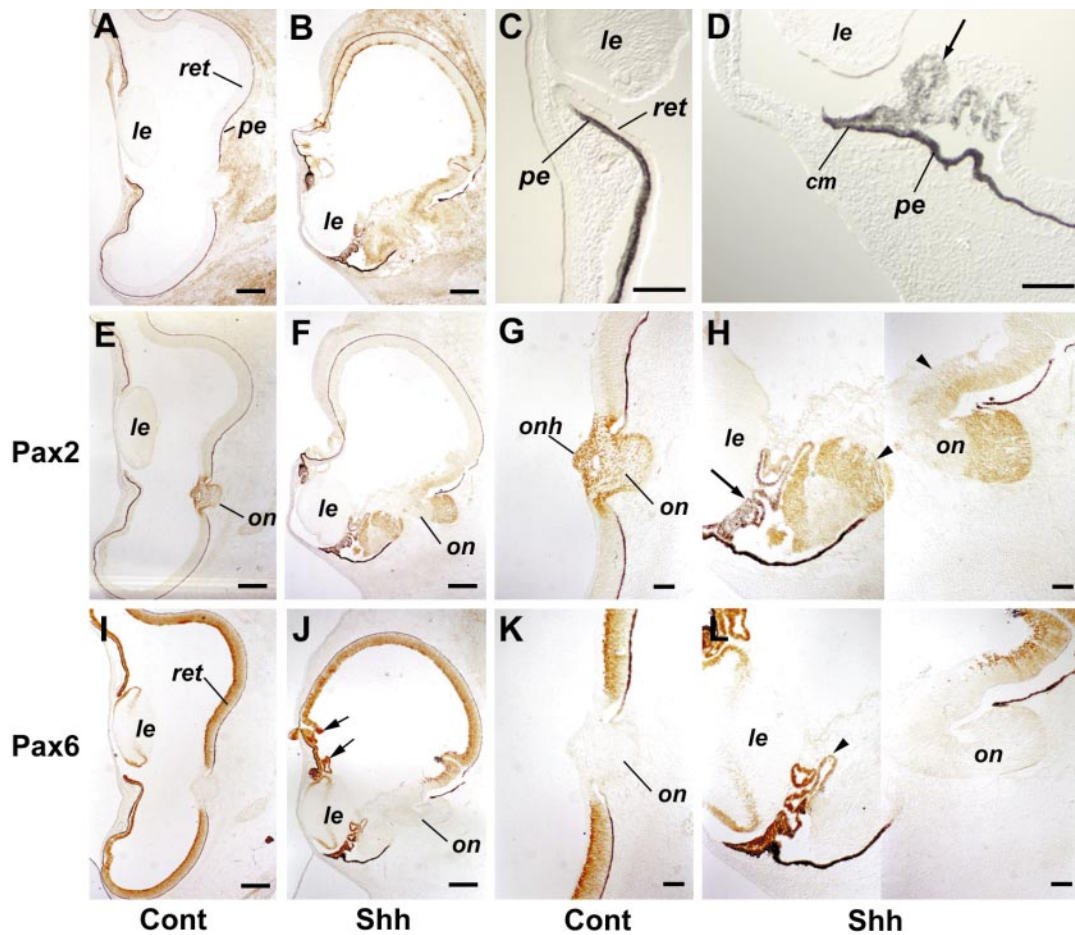 A B C D
le ret pe le le ret pe le cm pe
Pax2 E F G H
le on on onh on le on
Pax6 I J K L
ret le le on on le on
Cont Shh Cont Shh